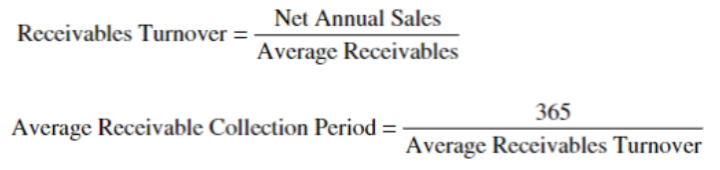 Receivables Turnover = Net Annual Sales / Average Receivables
Average Receivable Collection Period = 365 / Average Receivables Turnover